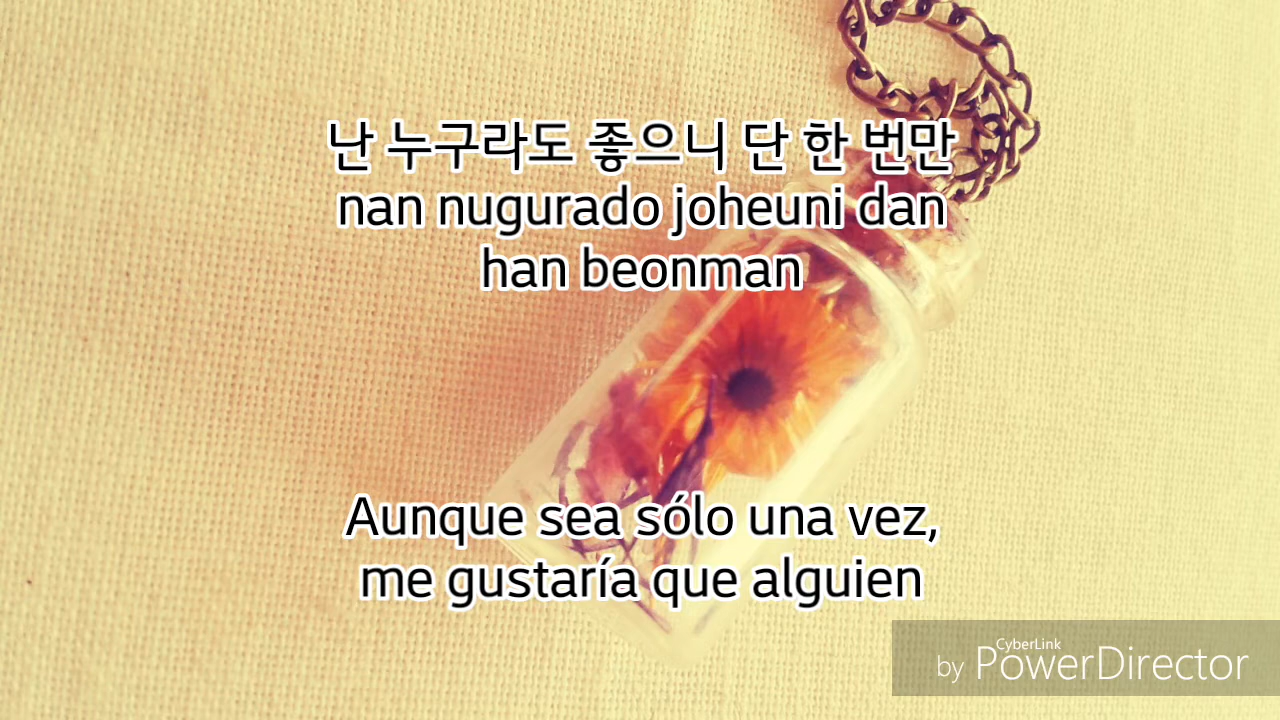 난 누구라도 좋으니 단 한 번만
nan nugurado joheuni dan
han beonman
Aunque sea sólo una vez,
me gustaría que alguien
by CyberLink PowerDirector